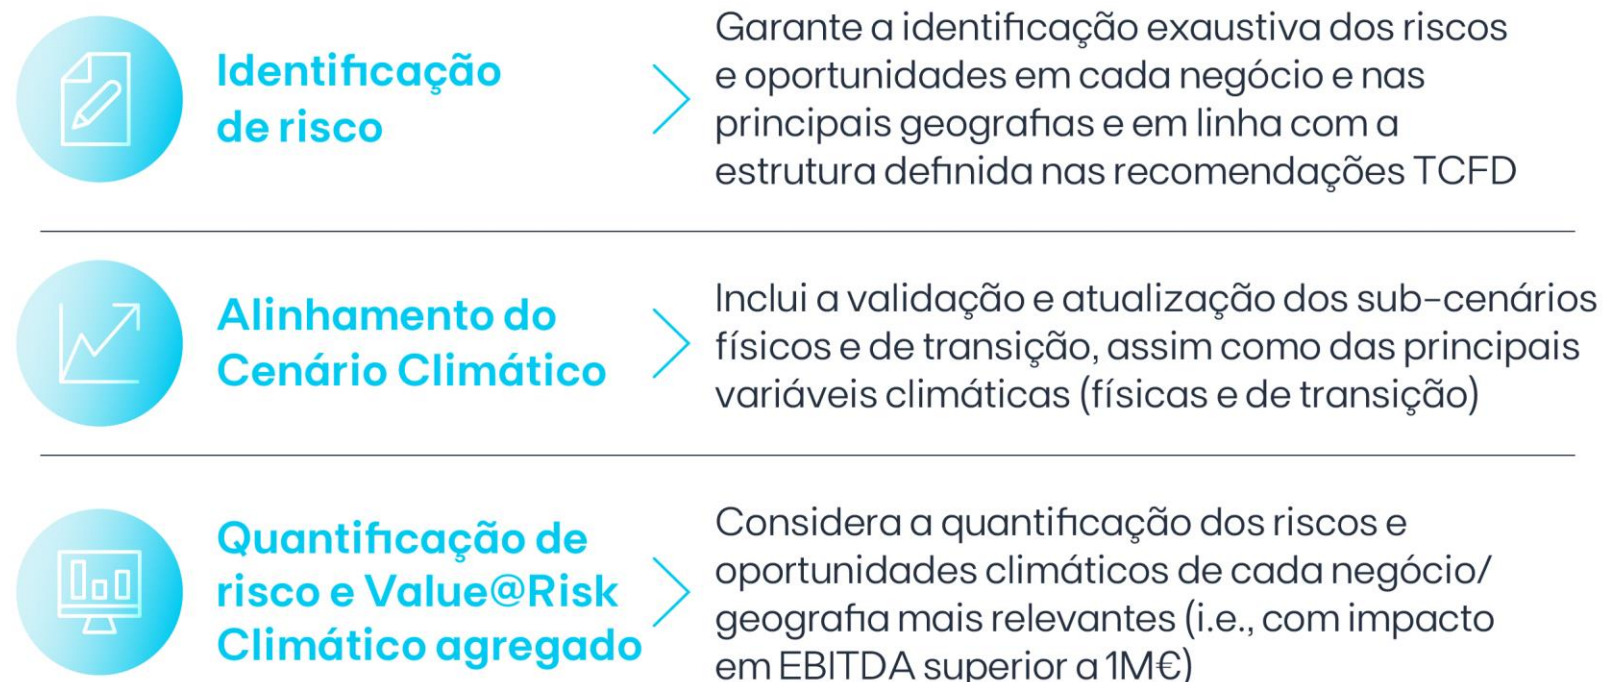 Identificação
de risco
Garante a identificação exaustiva dos riscos
e oportunidades em cada negócio e nas
principais geografias e em linha com a
estrutura definida nas recomendações TCFD
Alinhamento do
Cenário Climático
Inclui a validação e atualização dos sub-cenários
físicos e de transição, assim como das principais
variáveis climáticas (físicas e de transição)
Quantificação de
risco e Value@Risk
Climático agregado
Considera a quantificação dos riscos e
oportunidades climáticos de cada negócio/
geografia mais relevantes (i.e., com impacto
em EBITDA superior a 1M€)